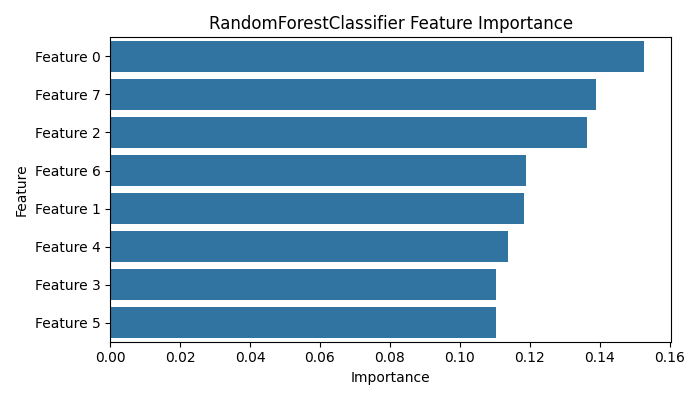 RandomForestClassifier Feature Importance
Feature 0
Feature 7
Feature 2
Feature 6
Feature 1
Feature 4
Feature 3
Feature 5
Feature
0.00 0.02 0.04 0.06 0.08 0.10 0.12 0.14 0.16
Importance